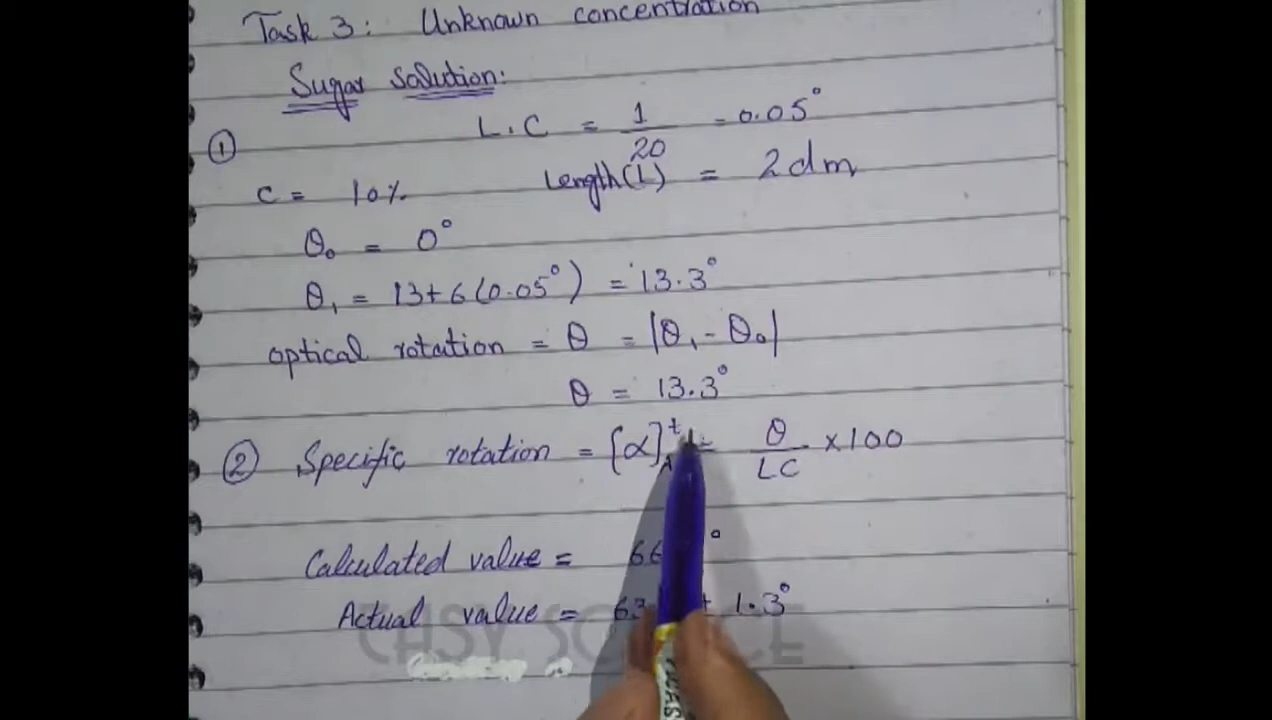 Task 3: Unknown concentration
Sugar solution:
① L.C = 1/20 = 0.05°
C = 10% Length(L) = 2dm
θ₀ = 0°
θ₁ = 13+6(0.05°) = 13.3°
optical rotation = θ = |θ₁ - θ₀|
θ = 13.3°
② Specific rotation = [α]ᵗ = θ/LC × 100
Calculated value = °
Actual value = + 1.3°
EASY SCIENCE